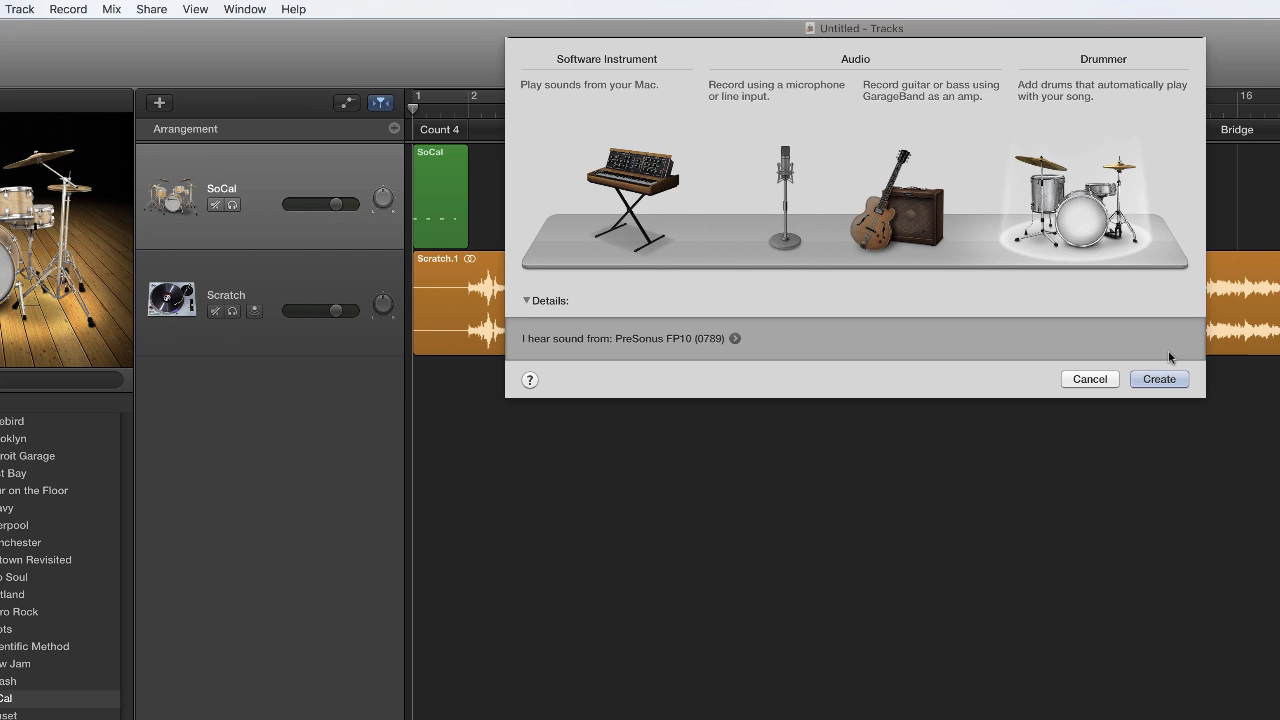 Track Record Mix Share View Window Help
Untitled - Tracks
Software Instrument
Play sounds from your Mac.
Audio
Record using a microphone
or line input.
Record guitar or bass using
GarageBand as an amp.
Drummer
Add drums that automatically play
with your song.
Details:
I hear sound from: PreSonus FP10 (0789)
?
Cancel
Create
1
2
16
Arrangement
Count 4
Bridge
SoCal
L R
SoCal
Scratch
L R
Scratch.1
ebird
oklyn
roit Garage
t Bay
ur on the Floor
avy
erpool
nchester
town Revisited
o Soul
tland
ro Rock
ots
entific Method
w Jam
ash
Cal
nset